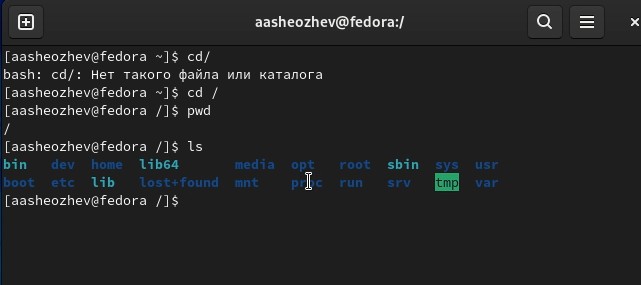 aasheozhev@fedora:/
[aasheozhev@fedora ~]$ cd/
bash: cd/: Нет такого файла или каталога
[aasheozhev@fedora ~]$ cd /
[aasheozhev@fedora /]$ pwd
/
[aasheozhev@fedora /]$ ls
bin dev home lib64 media opt root sbin sys usr
boot etc lib lost+found mnt proc run srv tmp var
[aasheozhev@fedora /]$